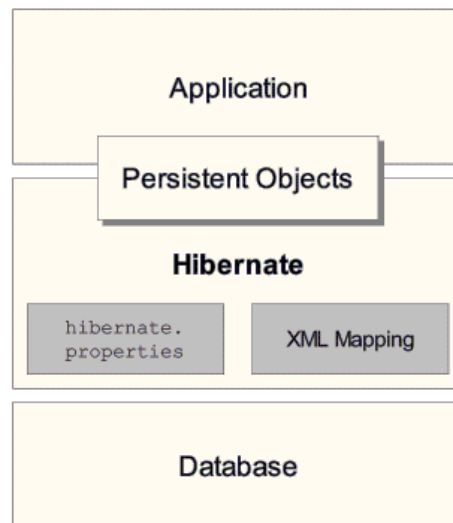 Application
Persistent Objects
Hibernate
hibernate.
properties
XML Mapping
Database